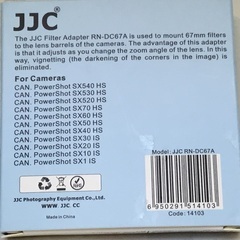 JJC®
The JJC Filter Adapter RN-DC67A is used to mount 67mm filters
to the lens barrels of the cameras. The advantage of this adapter
is that it adjusts as you change the zoom angle of the lens. In
this way, vignetting (the darkening of the corners in the image) is
eliminated.
For Cameras
CAN. PowerShot SX540 HS
CAN. PowerShot SX530 HS
CAN. PowerShot SX520 HS
CAN. PowerShot SX70 HS
CAN. PowerShot SX60 HS
CAN. PowerShot SX50 HS
CAN. PowerShot SX40 HS
CAN. PowerShot SX30 IS
CAN. PowerShot SX20 IS
CAN. PowerShot SX10 IS
CAN. PowerShot SX1 IS
JJC Photography Equipment Co.,Ltd.
WWW. JJC. CC
Made in China
Model: JJC RN-DC67A
6 950291 514103
Code: 14103